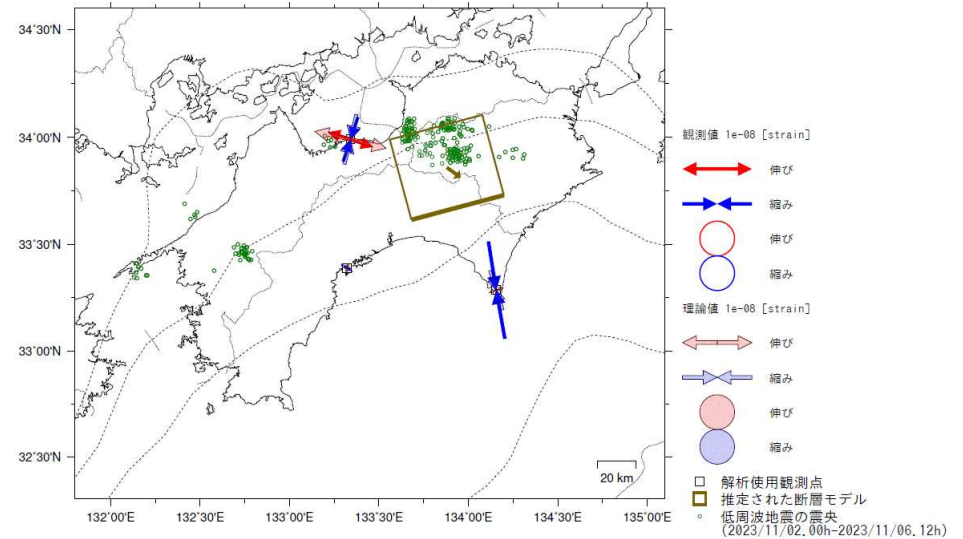 34°30'N
34°00'N
33°30'N
33°00'N
32°30'N
132°00'E
132°30'E
133°00'E
133°30'E
134°00'E
134°30'E
135°00'E
20 km
観測値 1e-08 [strain]
伸び
縮み
伸び
縮み
理論値 1e-08 [strain]
伸び
縮み
伸び
縮み
解析使用観測点
推定された断層モデル
低周波地震の震央
(2023/11/02.00h-2023/11/06.12h)